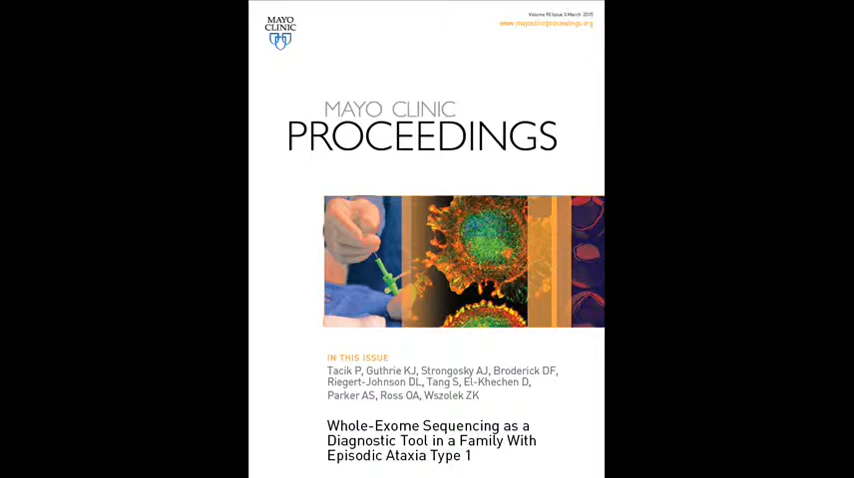 MAYO
CLINIC
Volume 90 Issue 3 March 2015
www.mayoclinicproceedings.org
MAYO CLINIC
PROCEEDINGS
IN THIS ISSUE
Tacik P, Guthrie KJ, Strongosky AJ, Broderick DF,
Riegert-Johnson DL, Tang S, El-Khechen D,
Parker AS, Ross OA, Wszolek ZK
Whole-Exome Sequencing as a
Diagnostic Tool in a Family With
Episodic Ataxia Type 1